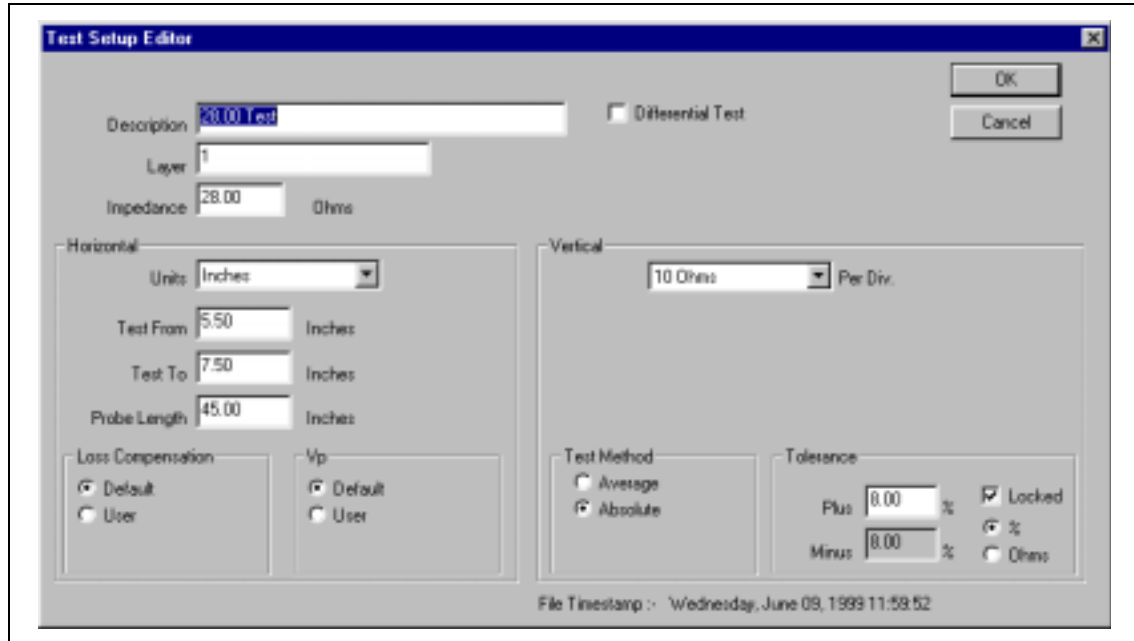 Test Setup Editor
OK
Description 28.00 Test
Differential Test
Cancel
Layer 1
Impedance 28.00 Ohms
Horizontal
Units Inches
Test From 5.50 Inches
Test To 7.50 Inches
Probe Length 45.00 Inches
Loss Compensation
Default
User
Vp
Default
User
Vertical
10 Ohms Per Div.
Test Method
Average
Absolute
Tolerance
Plus 8.00 %
Minus 8.00 %
Locked
%
Ohms
File Timestamp :- Wednesday, June 09, 1999 11:59:52